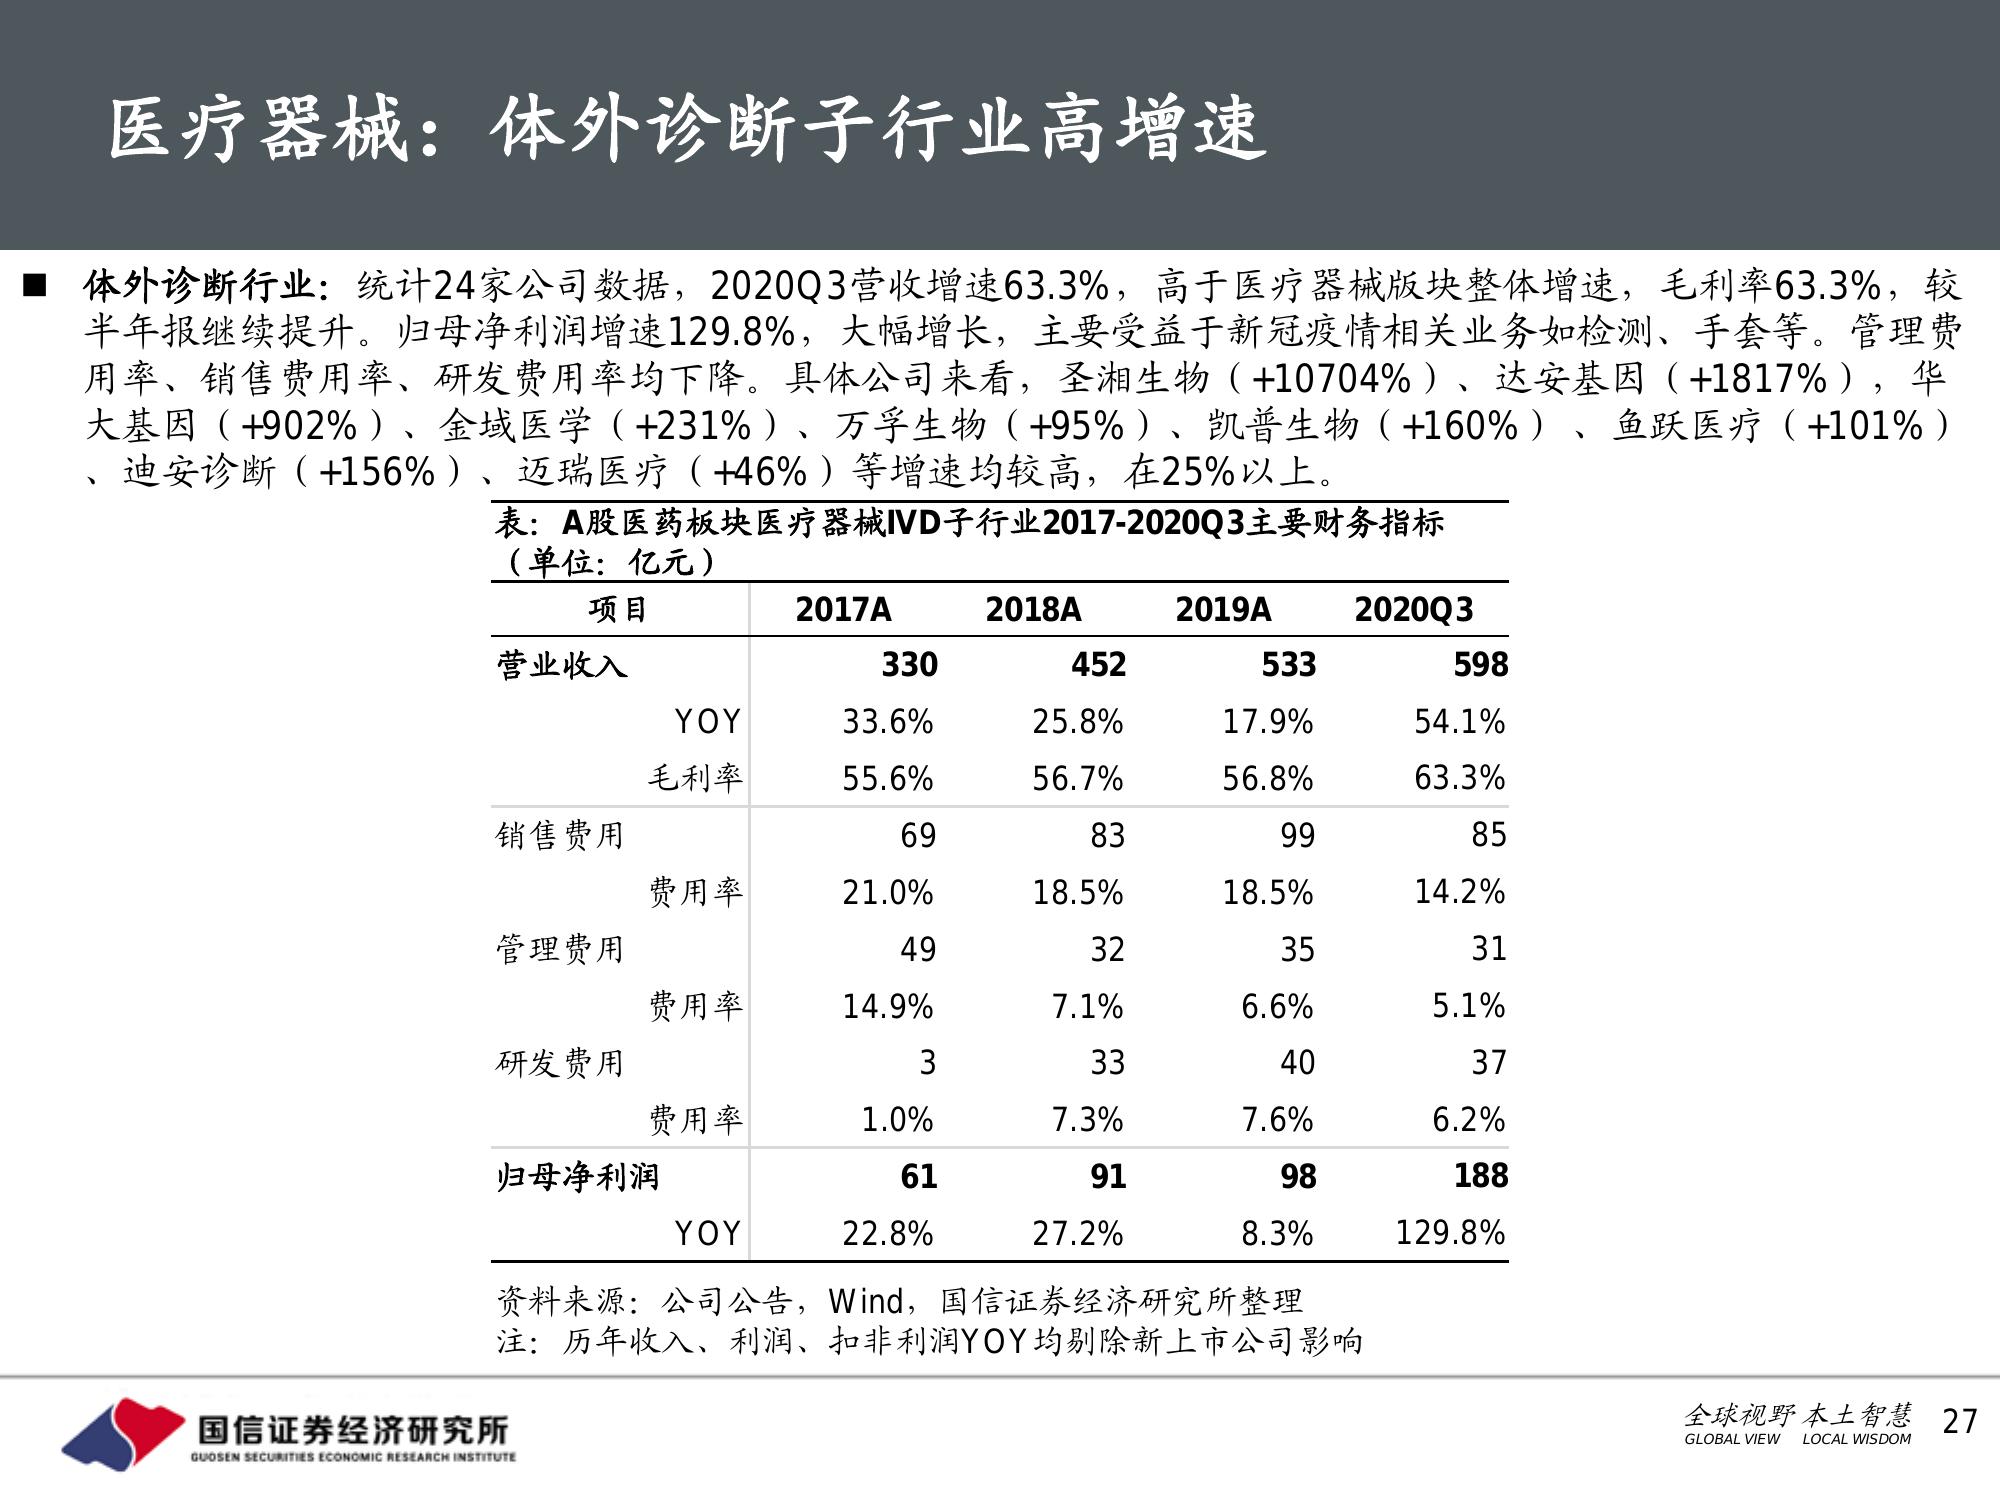 医疗器械：体外诊断子行业高增速
■ 体外诊断行业：统计24家公司数据，2020Q3营收增速63.3%，高于医疗器械版块整体增速，毛利率63.3%，较
半年报继续提升。归母净利润增速129.8%，大幅增长，主要受益于新冠疫情相关业务如检测、手套等。管理费
用率、销售费用率、研发费用率均下降。具体公司来看，圣湘生物（+10704%）、达安基因（+1817%），华
大基因（+902%）、金域医学（+231%）、万孚生物（+95%）、凯普生物（+160%）、鱼跃医疗（+101%）
、迪安诊断（+156%）、迈瑞医疗（+46%）等增速均较高，在25%以上。
表：A股医药板块医疗器械IVD子行业2017-2020Q3主要财务指标
（单位：亿元）
项目 2017A 2018A 2019A 2020Q3
营业收入 330 452 533 598
YOY 33.6% 25.8% 17.9% 54.1%
毛利率 55.6% 56.7% 56.8% 63.3%
销售费用 69 83 99 85
费用率 21.0% 18.5% 18.5% 14.2%
管理费用 49 32 35 31
费用率 14.9% 7.1% 6.6% 5.1%
研发费用 3 33 40 37
费用率 1.0% 7.3% 7.6% 6.2%
归母净利润 61 91 98 188
YOY 22.8% 27.2% 8.3% 129.8%
资料来源：公司公告，Wind，国信证券经济研究所整理
注：历年收入、利润、扣非利润YOY均剔除新上市公司影响
国信证券经济研究所
GUOSEN SECURITIES ECONOMIC RESEARCH INSTITUTE
全球视野 本土智慧
GLOBAL VIEW LOCAL WISDOM
27